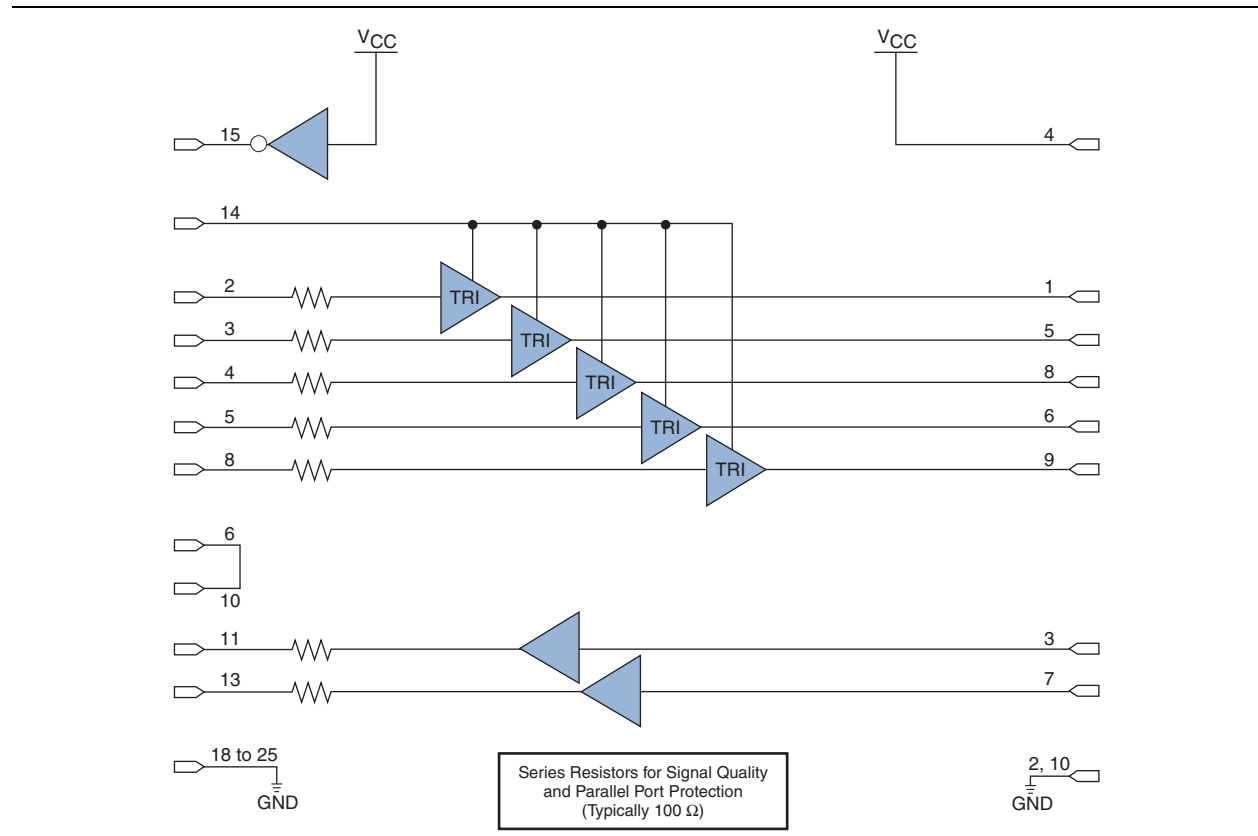 VCC VCC
15 4
14
2 TRI 1
3 TRI 5
4 TRI 8
5 TRI 6
8 TRI 9
6
10
11 3
13 7
18 to 25 2, 10
GND GND
Series Resistors for Signal Quality
and Parallel Port Protection
(Typically 100 Ω)